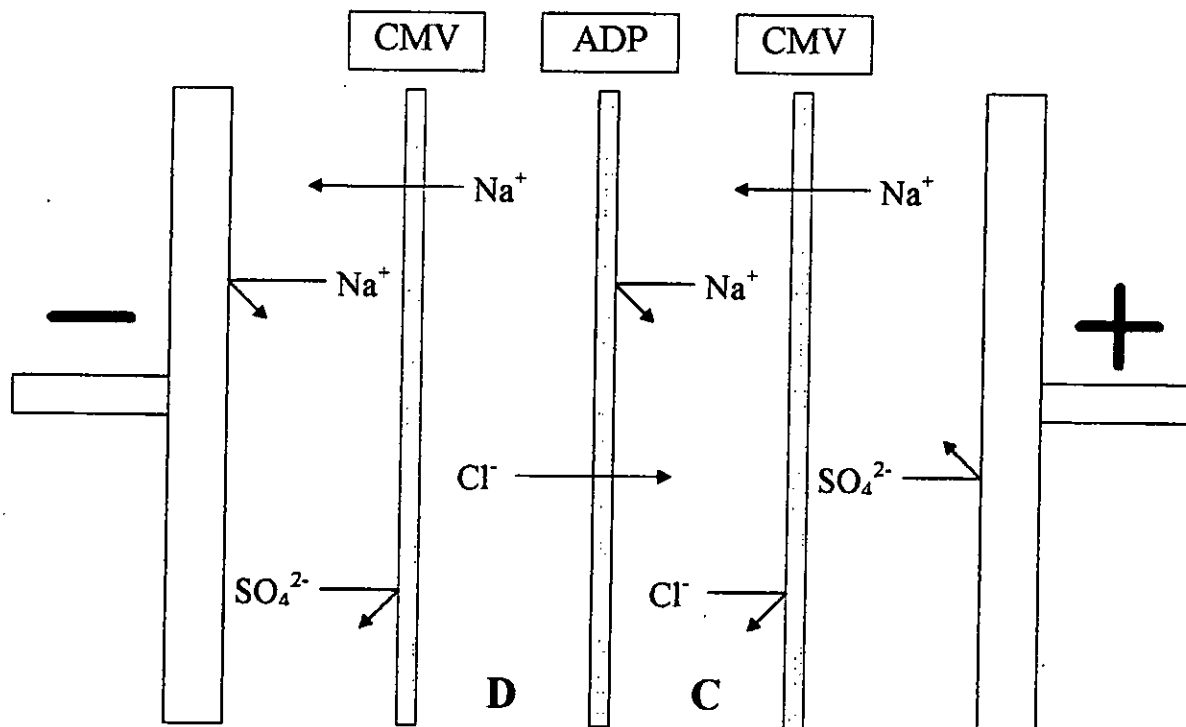 CMV ADP CMV
Na⁺ Na⁺
Na⁺ Na⁺
− +
Cl⁻ SO₄²⁻
SO₄²⁻ Cl⁻
D C